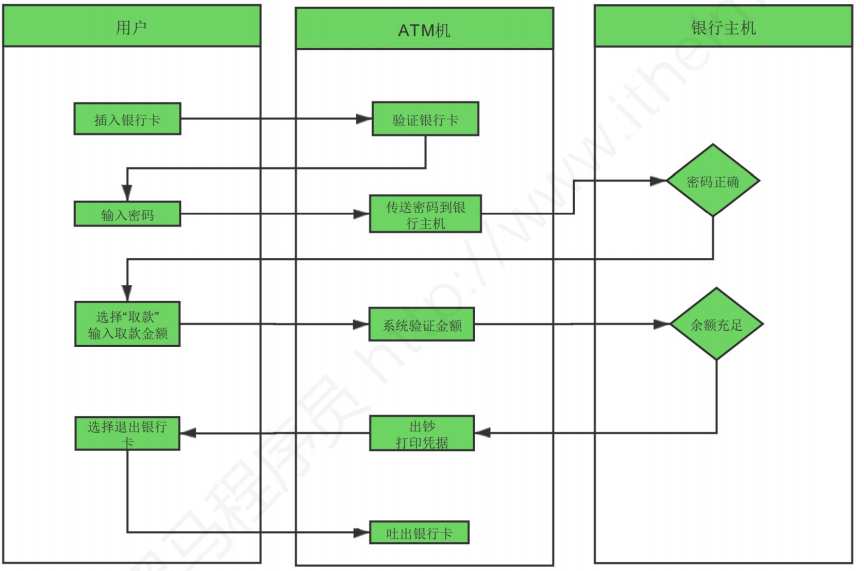 用户
ATM机
银行主机
插入银行卡
验证银行卡
密码正确
输入密码
传送密码到银
行主机
选择“取款”
输入取款金额
系统验证金额
余额充足
选择退出银行
卡
出钞
打印凭据
吐出银行卡
黑马程序员 http://www.ithem